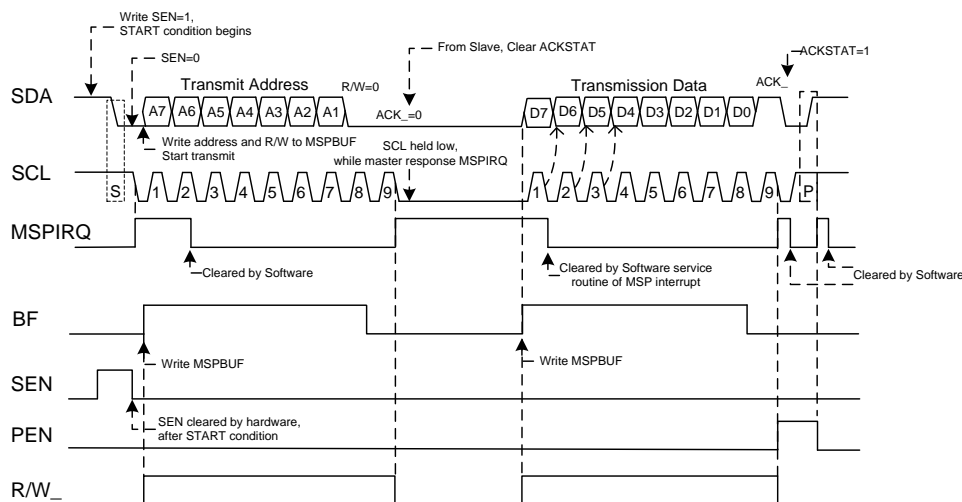 Write SEN=1,
START condition begins
SEN=0
From Slave, Clear ACKSTAT
ACKSTAT=1
Transmit Address
R/W=0
Transmission Data
ACK_
SDA
A7 A6 A5 A4 A3 A2 A1
ACK_=0
D7 D6 D5 D4 D3 D2 D1 D0
Write address and R/W to MSPBUF
Start transmit
SCL held low,
while master response MSPIRQ
SCL
S 1 2 3 4 5 6 7 8 9 1 2 3 4 5 6 7 8 9 P
MSPIRQ
Cleared by Software
Cleared by Software service
routine of MSP interrupt
Cleared by Software
BF
Write MSPBUF
Write MSPBUF
SEN
SEN cleared by hardware,
after START condition
PEN
R/W_